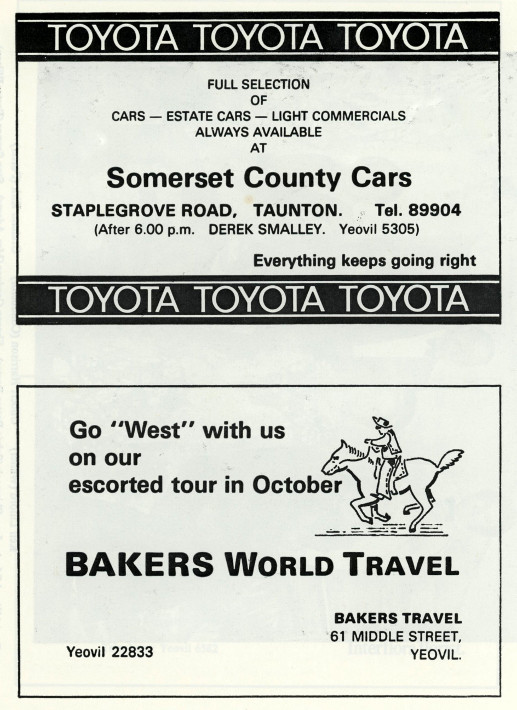 TOYOTA TOYOTA TOYOTA
FULL SELECTION
OF
CARS — ESTATE CARS — LIGHT COMMERCIALS
ALWAYS AVAILABLE
AT
Somerset County Cars
STAPLEGROVE ROAD, TAUNTON. Tel. 89904
(After 6.00 p.m. DEREK SMALLEY. Yeovil 5305)
Everything keeps going right
TOYOTA TOYOTA TOYOTA
Go "West" with us
on our
escorted tour in October
BAKERS WORLD TRAVEL
BAKERS TRAVEL
61 MIDDLE STREET,
Yeovil 22833 YEOVIL.